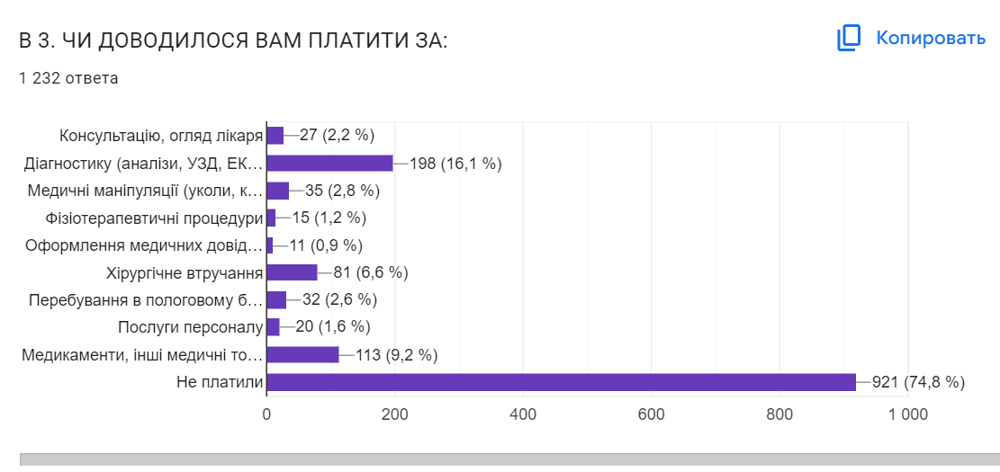 В 3. ЧИ ДОВОДИЛОСЯ ВАМ ПЛАТИТИ ЗА:
Копировать
1 232 ответа
Консультацію, огляд лікаря 27 (2,2 %)
Діагностику (аналізи, УЗД, ЕК... 198 (16,1 %)
Медичні маніпуляції (уколи, к... 35 (2,8 %)
Фізіотерапевтичні процедури 15 (1,2 %)
Оформлення медичних довід... 11 (0,9 %)
Хірургічне втручання 81 (6,6 %)
Перебування в пологовому б... 32 (2,6 %)
Послуги персоналу 20 (1,6 %)
Медикаменти, інші медичні то... 113 (9,2 %)
Не платили 921 (74,8 %)
0 200 400 600 800 1 000